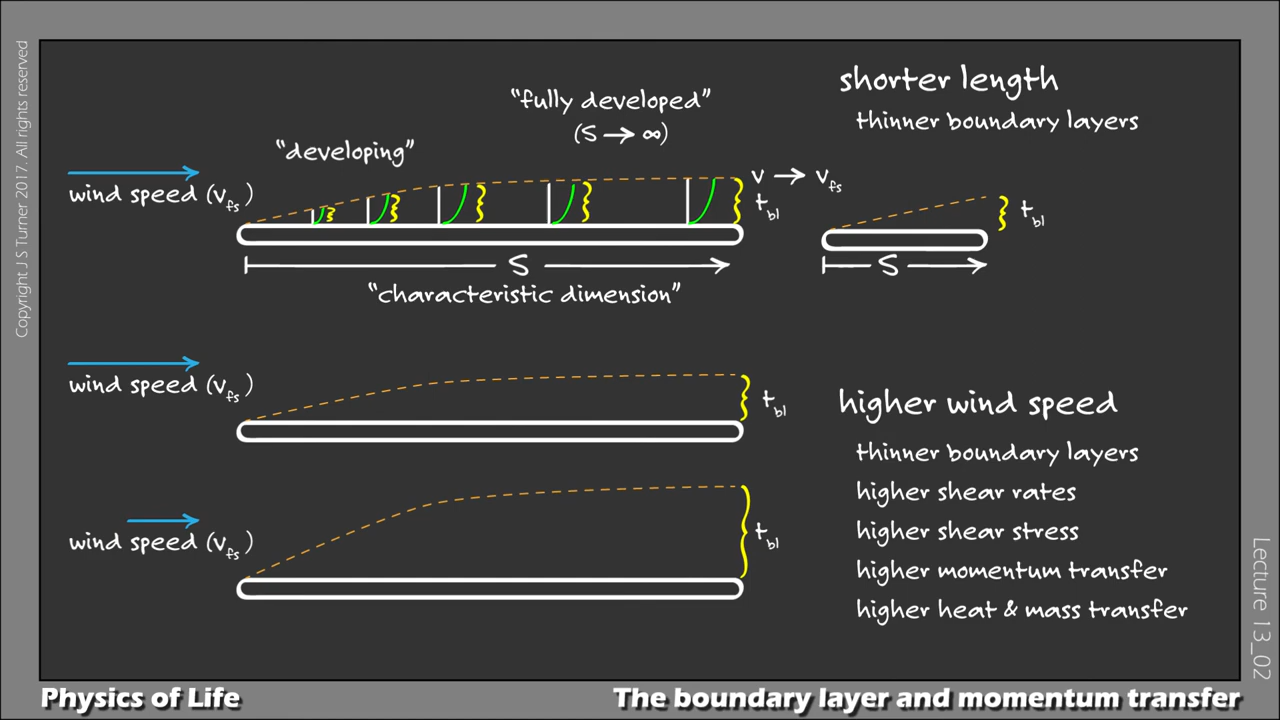 Copyright J S Turner 2017. All rights reserved
shorter length
thinner boundary layers
"fully developed"
(S → ∞)
"developing"
wind speed (vfs)
v → vfs
tbl
tbl
S
S
"characteristic dimension"
wind speed (vfs)
tbl
higher wind speed
thinner boundary layers
higher shear rates
higher shear stress
higher momentum transfer
higher heat & mass transfer
wind speed (vfs)
tbl
Lecture 13_02
Physics of Life
The boundary layer and momentum transfer